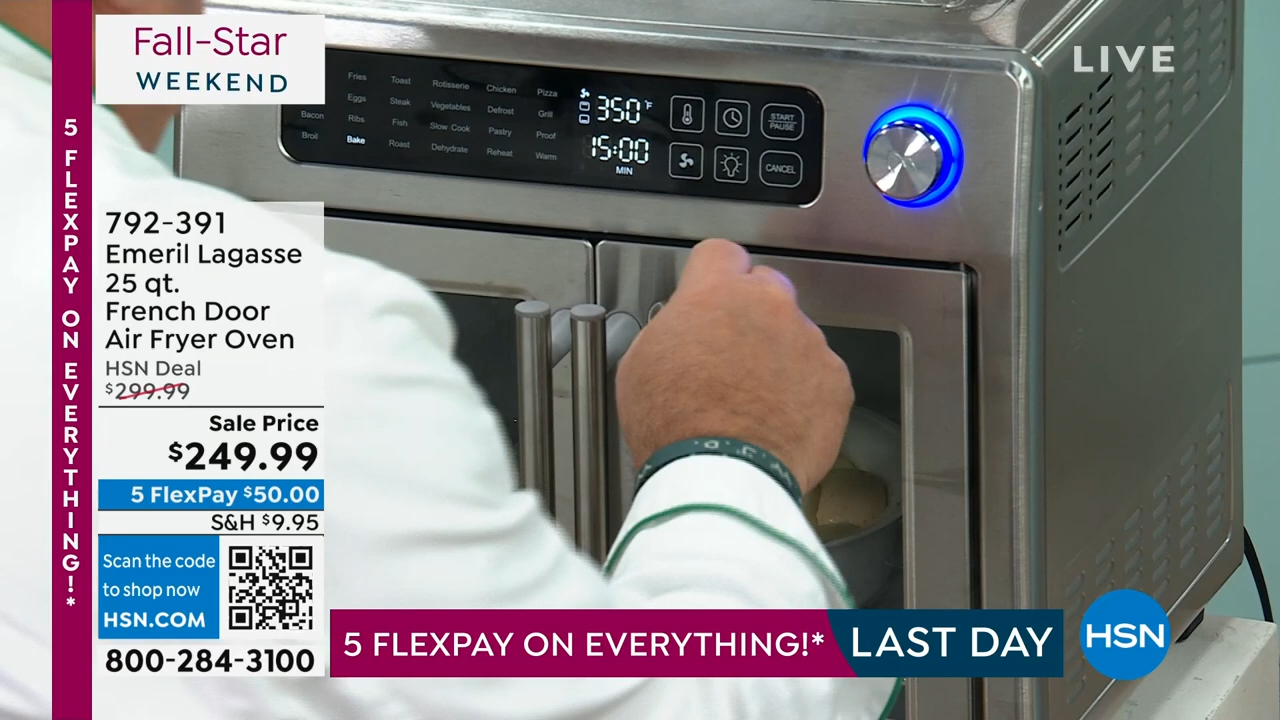 Fall-Star
WEEKEND
LIVE
Fries Toast Rotisserie Chicken Pizza
Eggs Steak Vegetables Defrost Grill
Bacon Ribs Fish Slow Cook Pastry Proof
Broil Bake Roast Dehydrate Reheat Warm
350 °F
15:00
MIN
START
PAUSE
CANCEL
5 FLEXPAY ON EVERYTHING!*
792-391
Emeril Lagasse
25 qt.
French Door
Air Fryer Oven
HSN Deal
$299.99
Sale Price
$249.99
5 FlexPay $50.00
S&H $9.95
Scan the code
to shop now
HSN.COM
800-284-3100
5 FLEXPAY ON EVERYTHING!*
LAST DAY
HSN